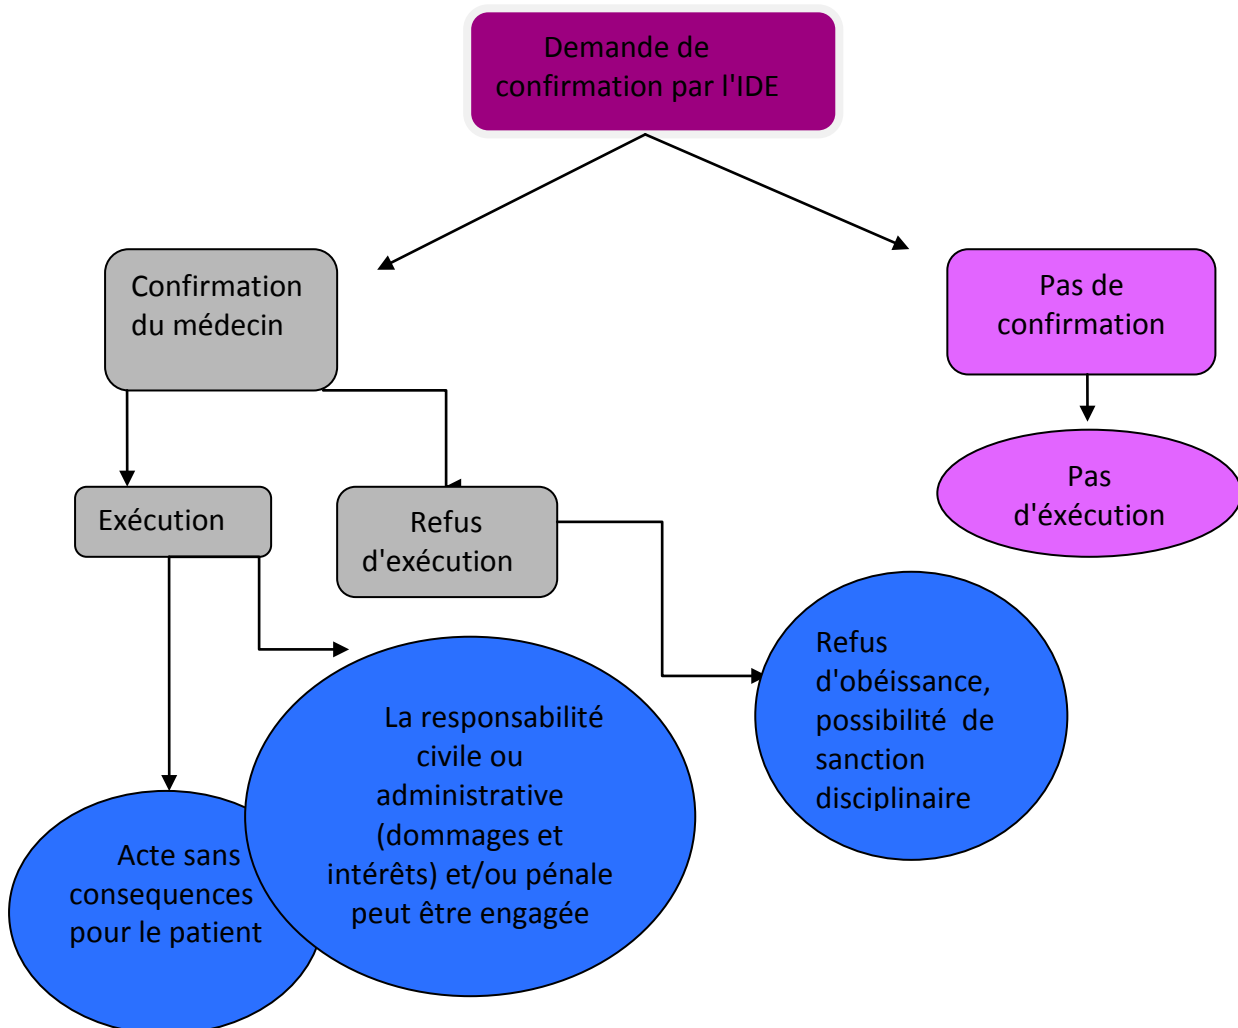 Demande de
confirmation par l'IDE
Confirmation
du médecin
Pas de
confirmation
Exécution
Refus
d'exécution
Pas
d'éxécution
Refus
d'obéissance,
possibilité de
sanction
disciplinaire
La responsabilité
civile ou
administrative
(dommages et
intérêts) et/ou pénale
peut être engagée
Acte sans
consequences
pour le patient